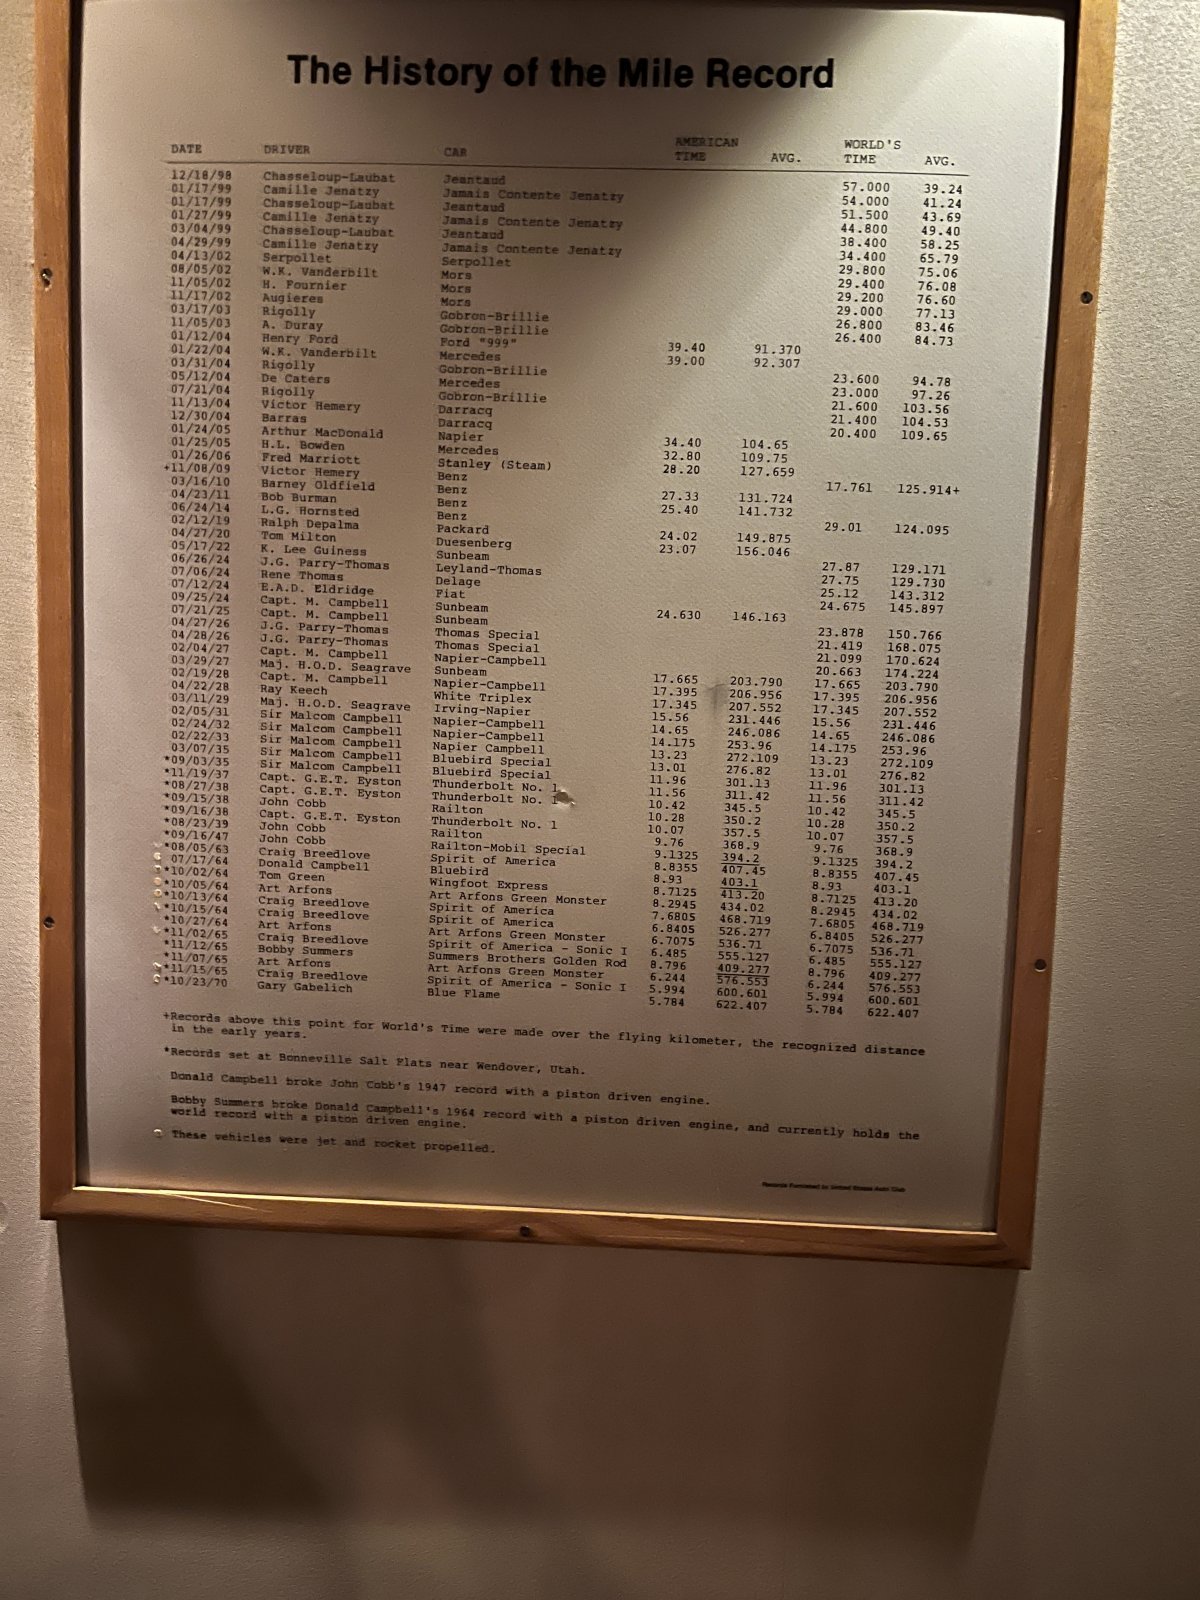 The History of the Mile Record
AMERICAN WORLD'S
DATE DRIVER CAR TIME AVG. TIME AVG.
12/18/98 Chasseloup-Laubat Jeantaud 57.000 39.24
01/17/99 Camille Jenatzy Jamais Contente Jenatzy 54.000 41.24
01/17/99 Chasseloup-Laubat Jeantaud 51.500 43.69
01/27/99 Camille Jenatzy Jamais Contente Jenatzy 44.800 49.40
03/04/99 Chasseloup-Laubat Jeantaud 38.400 58.25
04/29/99 Camille Jenatzy Jamais Contente Jenatzy 34.400 65.79
04/13/02 Serpollet Serpollet 29.800 75.06
08/05/02 W.K. Vanderbilt Mors 29.400 76.08
11/05/02 H. Fournier Mors 29.200 76.60
11/17/02 Augieres Mors 29.000 77.13
03/17/03 Rigolly Gobron-Brillie 26.800 83.46
11/05/03 A. Duray Gobron-Brillie 26.400 84.73
01/12/04 Henry Ford Ford "999" 39.40 91.370
01/22/04 W.K. Vanderbilt Mercedes 39.00 92.307
03/31/04 Rigolly Gobron-Brillie 23.600 94.78
05/12/04 De Caters Mercedes 23.000 97.26
07/21/04 Rigolly Gobron-Brillie 21.600 103.56
11/13/04 Victor Hemery Darracq 21.400 104.53
12/30/04 Barras Darracq 20.400 109.65
01/24/05 Arthur MacDonald Napier 34.40 104.65
01/25/05 H.L. Bowden Mercedes 32.80 109.75
01/26/06 Fred Marriott Stanley (Steam) 28.20 127.659
+11/08/09 Victor Hemery Benz 17.761 125.914+
03/16/10 Barney Oldfield Benz 27.33 131.724
04/23/11 Bob Burman Benz 25.40 141.732
06/24/14 L.G. Hornsted Benz 29.01 124.095
02/12/19 Ralph Depalma Packard 24.02 149.875
04/27/20 Tom Milton Duesenberg 23.07 156.046
05/17/22 K. Lee Guiness Sunbeam 27.87 129.171
06/26/24 J.G. Parry-Thomas Leyland-Thomas 27.75 129.730
07/06/24 Rene Thomas Delage 25.12 143.312
07/12/24 E.A.D. Eldridge Fiat 24.675 145.897
09/25/24 Capt. M. Campbell Sunbeam 24.630 146.163
07/21/25 Capt. M. Campbell Sunbeam 23.878 150.766
04/27/26 J.G. Parry-Thomas Thomas Special 21.419 168.075
04/28/26 J.G. Parry-Thomas Thomas Special 21.099 170.624
02/04/27 Capt. M. Campbell Napier-Campbell 20.663 174.224
03/29/27 Maj. H.O.D. Seagrave Sunbeam 17.665 203.790 17.665 203.790
02/19/28 Capt. M. Campbell Napier-Campbell 17.395 206.956 17.395 206.956
04/22/28 Ray Keech White Triplex 17.345 207.552 17.345 207.552
03/11/29 Maj. H.O.D. Seagrave Irving-Napier 15.56 231.446 15.56 231.446
02/05/31 Sir Malcom Campbell Napier-Campbell 14.65 246.086 14.65 246.086
02/24/32 Sir Malcom Campbell Napier-Campbell 14.175 253.96 14.175 253.96
02/22/33 Sir Malcom Campbell Napier Campbell 13.23 272.109 13.23 272.109
03/07/35 Sir Malcom Campbell Bluebird Special 13.01 276.82 13.01 276.82
*09/03/35 Sir Malcom Campbell Bluebird Special 11.96 301.13 11.96 301.13
*11/19/37 Capt. G.E.T. Eyston Thunderbolt No. 1 11.56 311.42 11.56 311.42
*08/27/38 Capt. G.E.T. Eyston Thunderbolt No. 1 10.42 345.5 10.42 345.5
*09/15/38 John Cobb Railton 10.28 350.2 10.28 350.2
*09/16/38 Capt. G.E.T. Eyston Thunderbolt No. 1 10.07 357.5 10.07 357.5
*08/23/39 John Cobb Railton 9.76 368.9 9.76 368.9
*09/16/47 John Cobb Railton-Mobil Special 9.1325 394.2 9.1325 394.2
*08/05/63 Craig Breedlove Spirit of America 8.8355 407.45 8.8355 407.45
07/17/64 Donald Campbell Bluebird 8.93 403.1 8.93 403.1
*10/02/64 Tom Green Wingfoot Express 8.7125 413.20 8.7125 413.20
*10/05/64 Art Arfons Art Arfons Green Monster 8.2945 434.02 8.2945 434.02
*10/13/64 Craig Breedlove Spirit of America 7.6805 468.719 7.6805 468.719
*10/15/64 Craig Breedlove Spirit of America 6.8405 526.277 6.8405 526.277
*10/27/64 Art Arfons Art Arfons Green Monster 6.7075 536.71 6.7075 536.71
*11/02/65 Craig Breedlove Spirit of America - Sonic I 6.485 555.127 6.485 555.127
*11/12/65 Bobby Summers Summers Brothers Golden Rod 8.796 409.277 8.796 409.277
*11/07/65 Art Arfons Art Arfons Green Monster 6.244 576.553 6.244 576.553
*11/15/65 Craig Breedlove Spirit of America - Sonic I 5.994 600.601 5.994 600.601
*10/23/70 Gary Gabelich Blue Flame 5.784 622.407 5.784 622.407
+Records above this point for World's Time were made over the flying kilometer, the recognized distance
in the early years.
*Records set at Bonneville Salt Flats near Wendover, Utah.
Donald Campbell broke John Cobb's 1947 record with a piston driven engine.
Bobby Summers broke Donald Campbell's 1964 record with a piston driven engine, and currently holds the
world record with a piston driven engine.
These vehicles were jet and rocket propelled.
Records Furnished by United States Auto Club